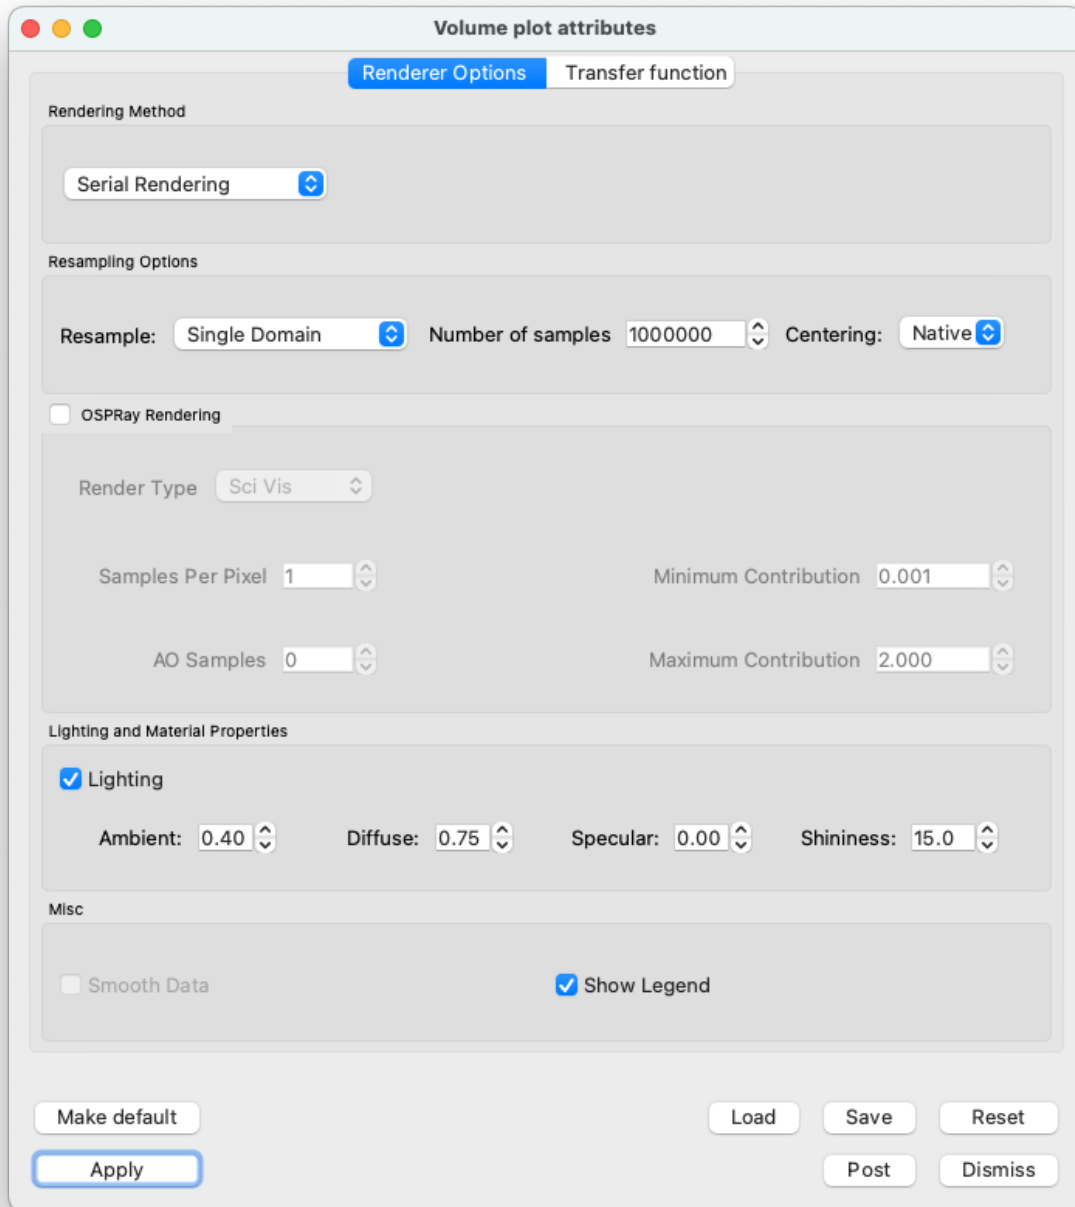 Volume plot attributes
Renderer Options Transfer function
Rendering Method
Serial Rendering
Resampling Options
Resample: Single Domain Number of samples 1000000 Centering: Native
OSPRay Rendering
Render Type Sci Vis
Samples Per Pixel 1 Minimum Contribution 0.001
AO Samples 0 Maximum Contribution 2.000
Lighting and Material Properties
Lighting
Ambient: 0.40 Diffuse: 0.75 Specular: 0.00 Shininess: 15.0
Misc
Smooth Data Show Legend
Make default Load Save Reset
Apply Post Dismiss